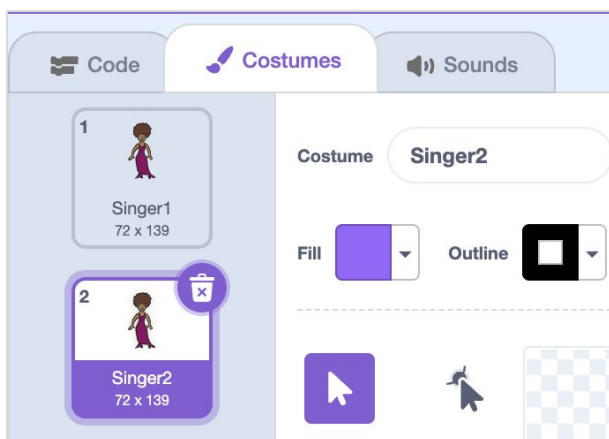 Code
Costumes
Sounds
1
Singer1
72 x 139
2
Singer2
72 x 139
Costume
Singer2
Fill
Outline